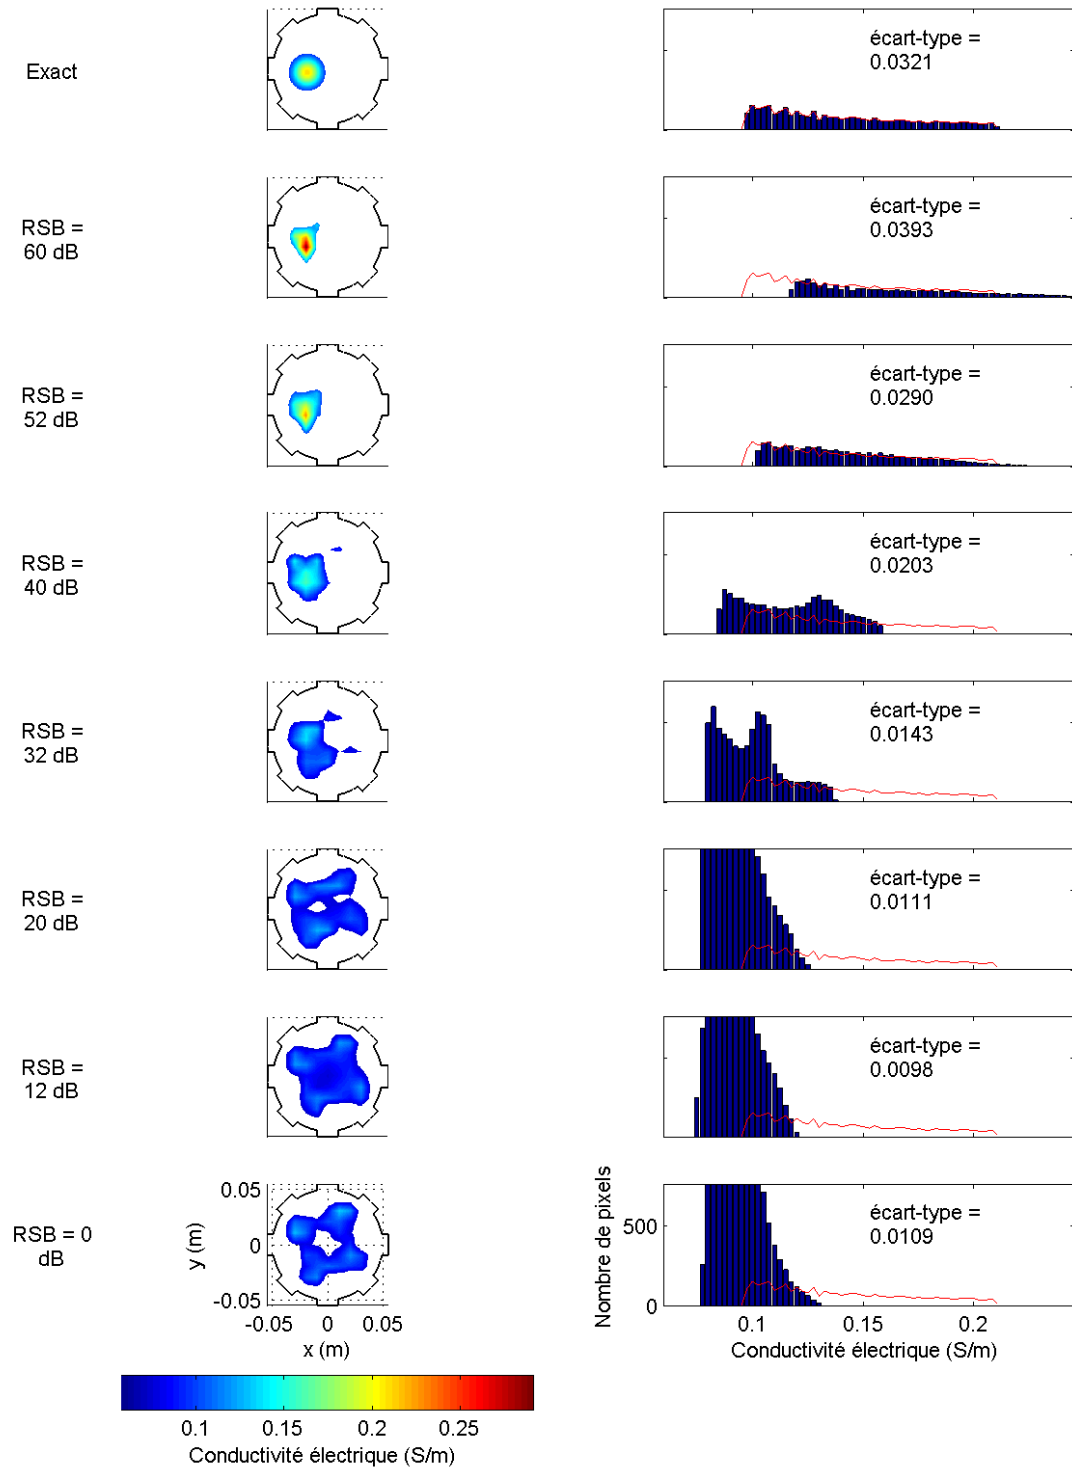 Exact
écart-type =
0.0321
RSB =
60 dB
écart-type =
0.0393
RSB =
52 dB
écart-type =
0.0290
RSB =
40 dB
écart-type =
0.0203
RSB =
32 dB
écart-type =
0.0143
RSB =
20 dB
écart-type =
0.0111
RSB =
12 dB
écart-type =
0.0098
RSB = 0
dB
y (m)
0.05
0
-0.05
-0.05 0 0.05
x (m)
Nombre de pixels
500
0
écart-type =
0.0109
0.1 0.15 0.2
Conductivité électrique (S/m)
0.1 0.15 0.2 0.25
Conductivité électrique (S/m)